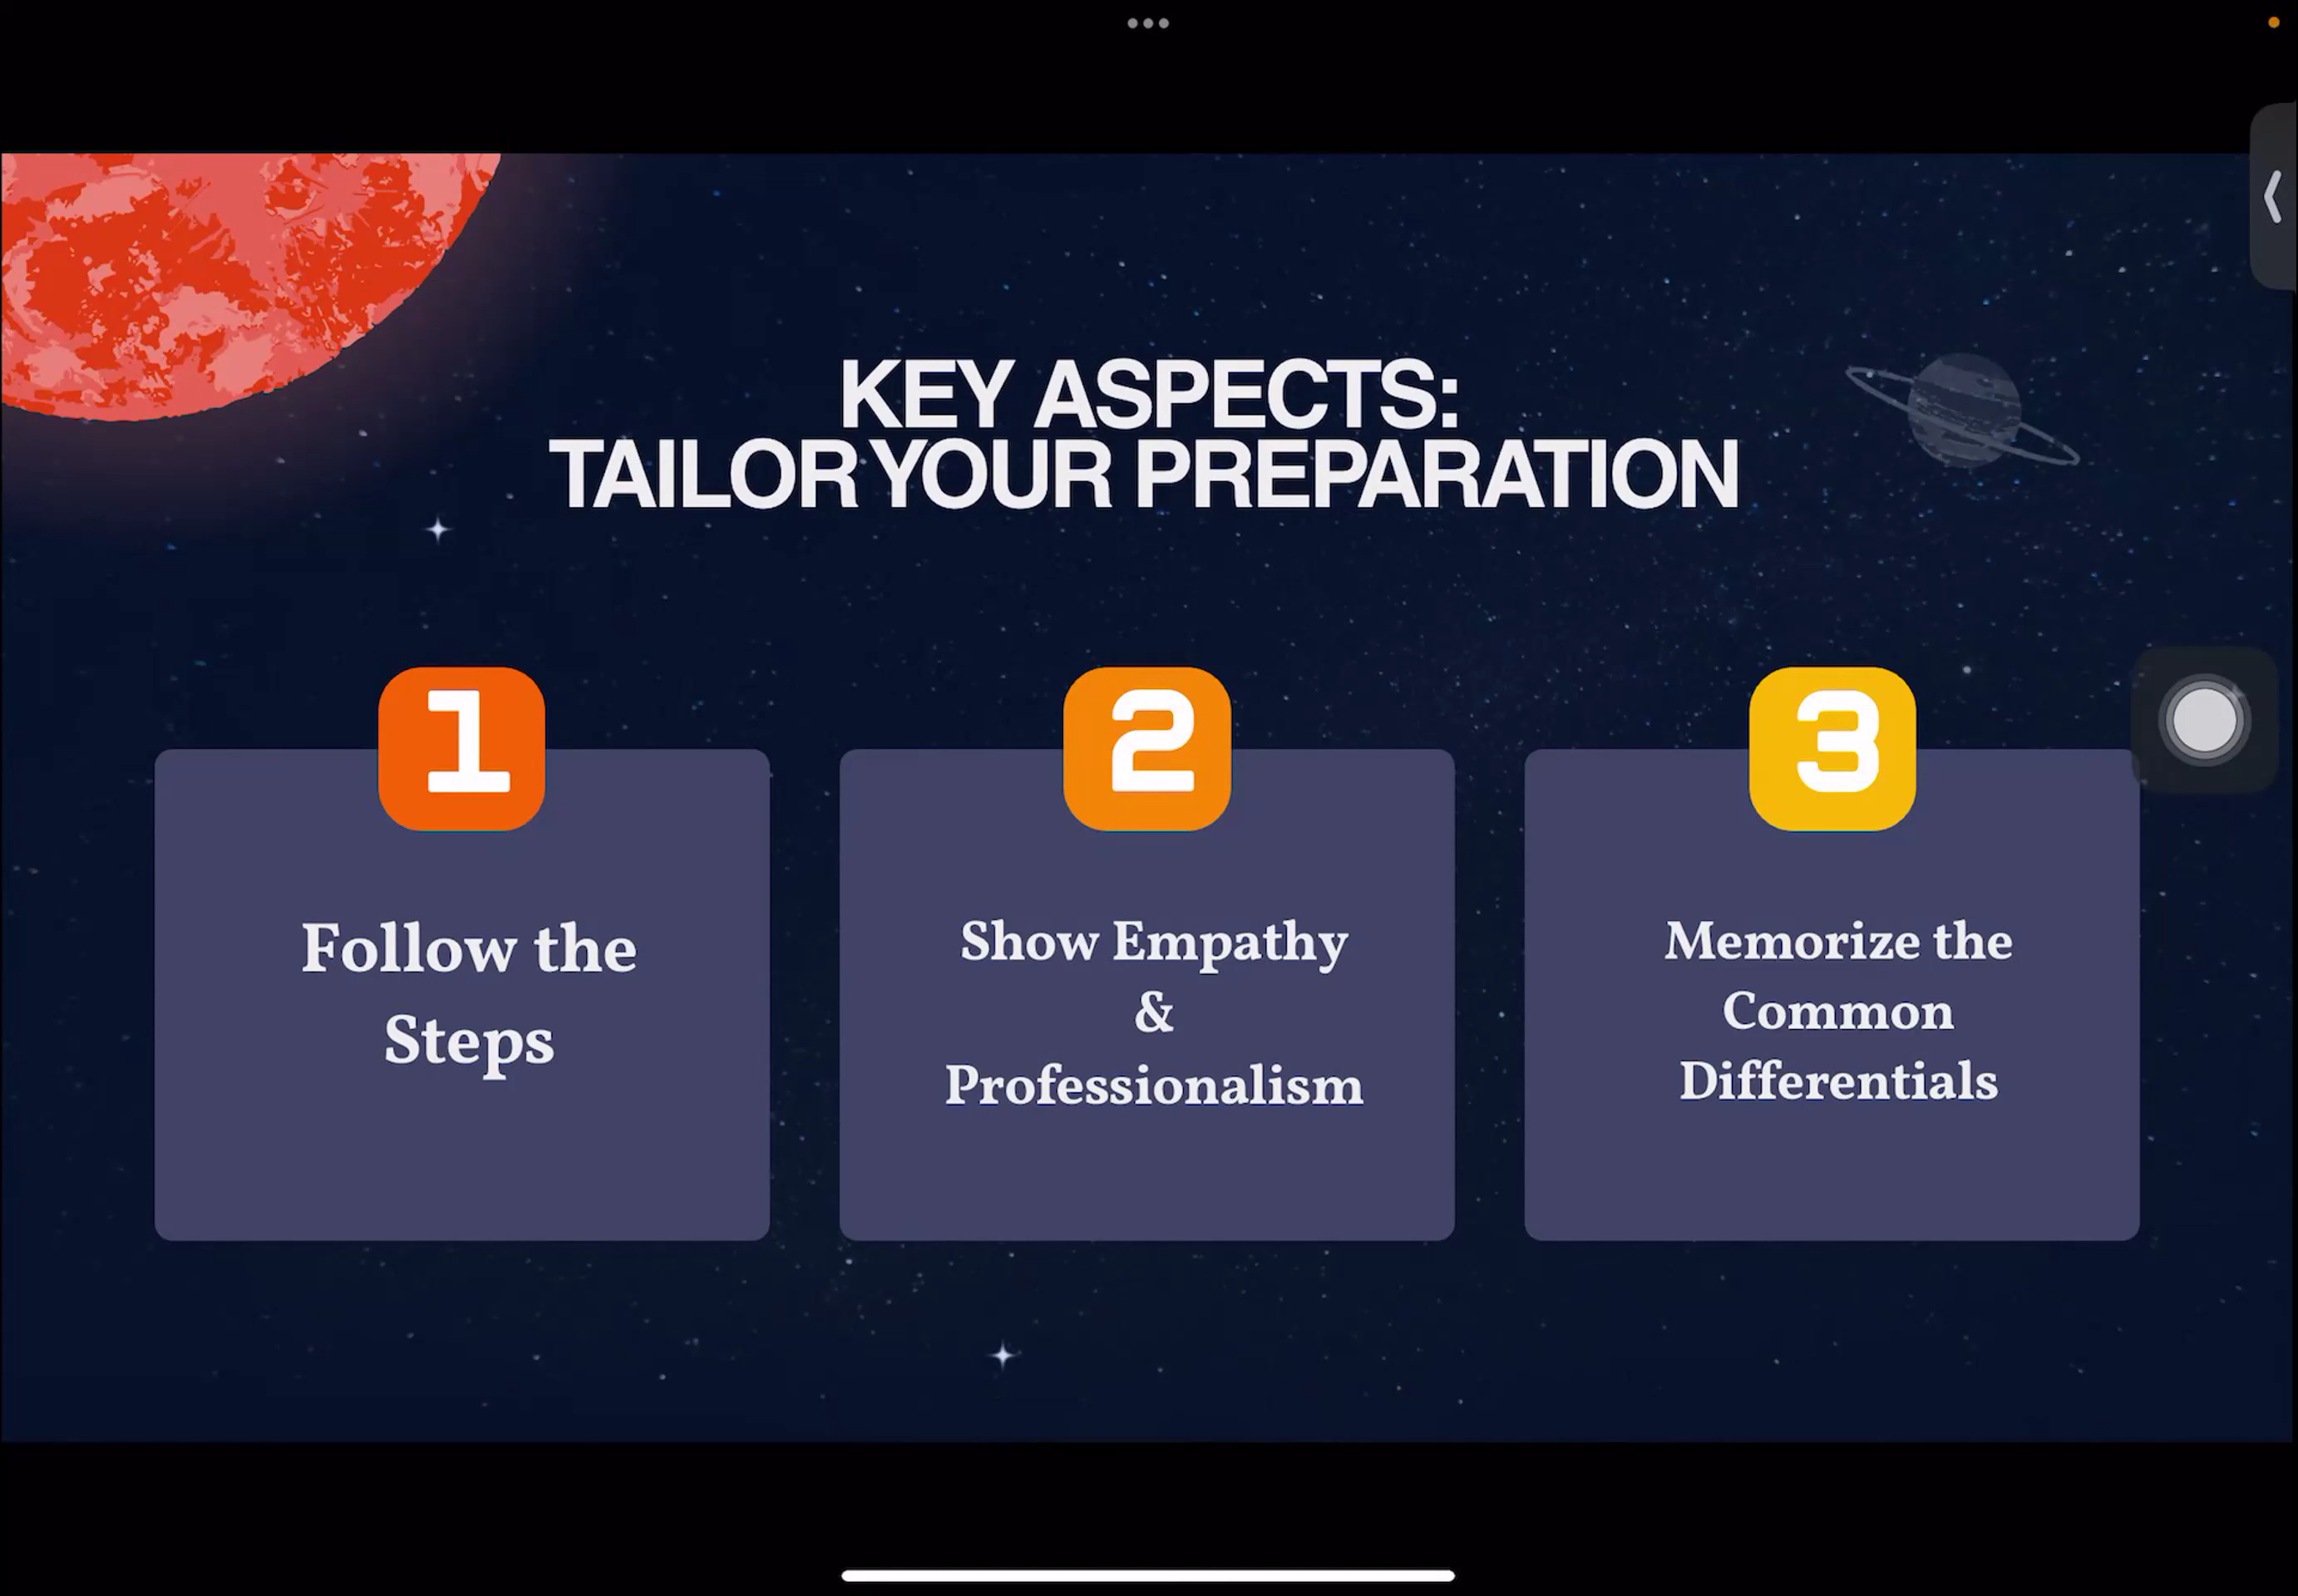 KEY ASPECTS:
TAILOR YOUR PREPARATION
1
Follow the
Steps
2
Show Empathy
&
Professionalism
3
Memorize the
Common
Differentials